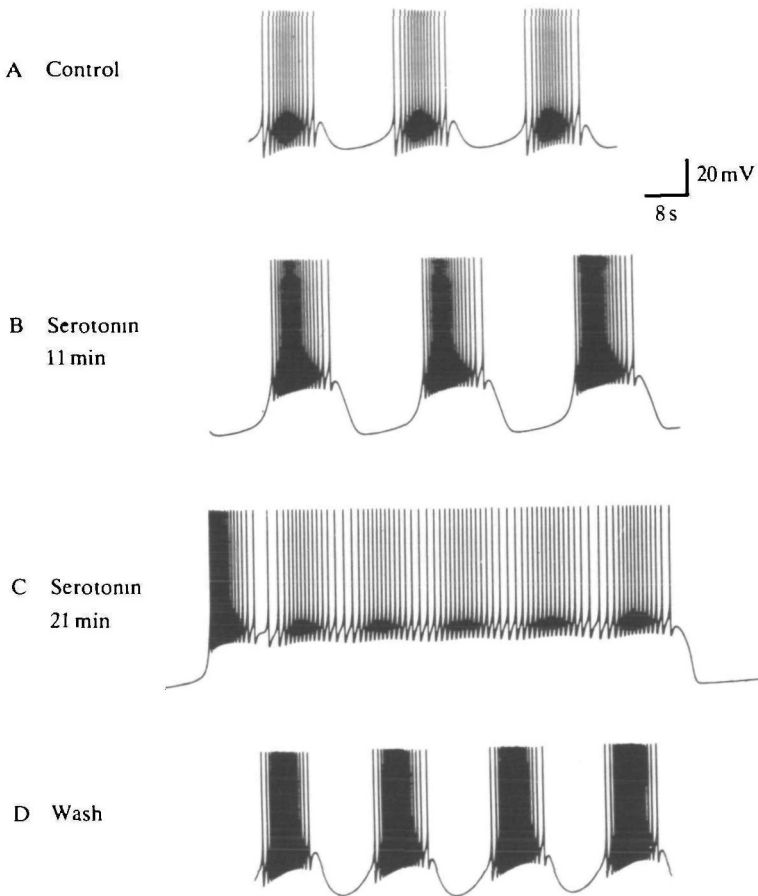 A Control
20 mV
8 s
B Serotonin
11 min
C Serotonin
21 min
D Wash